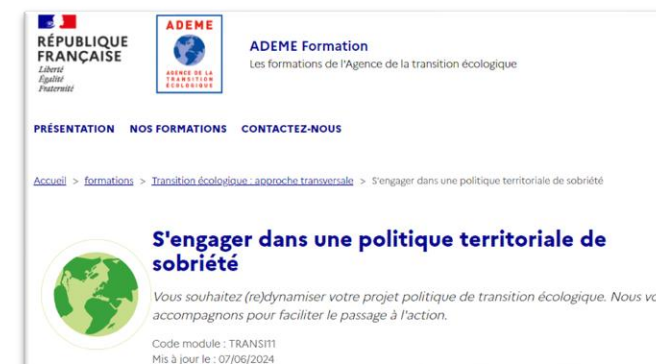 RÉPUBLIQUE
FRANÇAISE
Liberté
Égalité
Fraternité
ADEME
AGENCE DE LA
TRANSITION
ÉCOLOGIQUE
ADEME Formation
Les formations de l'Agence de la transition écologique
PRÉSENTATION NOS FORMATIONS CONTACTEZ-NOUS
Accueil > formations > Transition écologique : approche transversale > S'engager dans une politique territoriale de sobriété
S'engager dans une politique territoriale de
sobriété
Vous souhaitez (re)dynamiser votre projet politique de transition écologique. Nous vo
accompagnons pour faciliter le passage à l'action.
Code module : TRANSI11
Mis à jour le : 07/06/2024